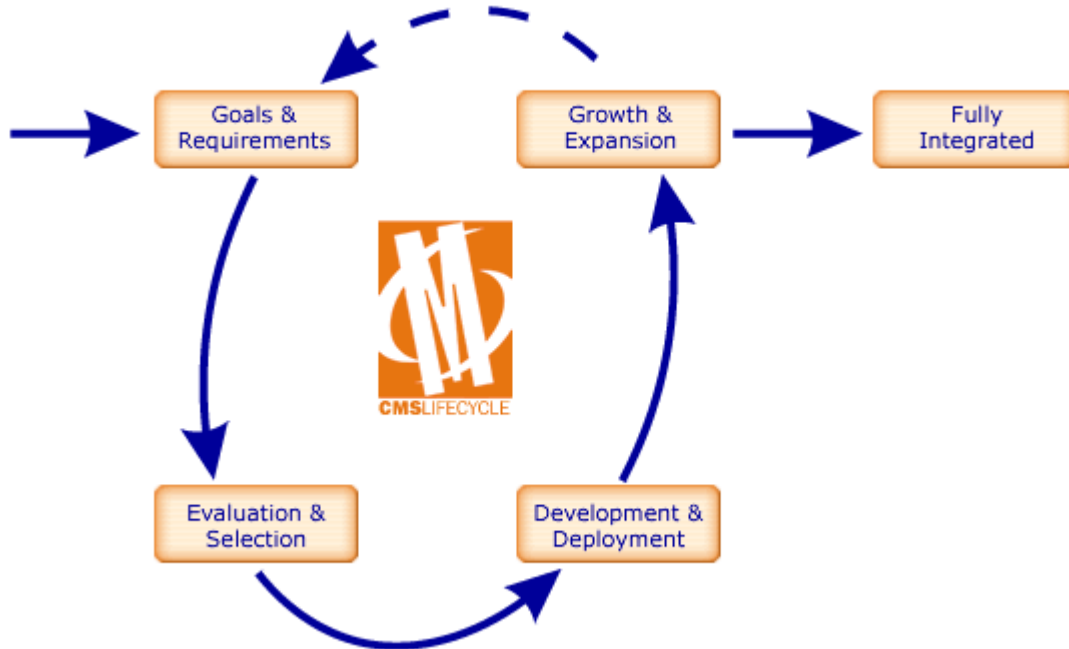 Goals &
Requirements
Growth &
Expansion
Fully
Integrated
CMSLIFECYCLE
Evaluation &
Selection
Development &
Deployment